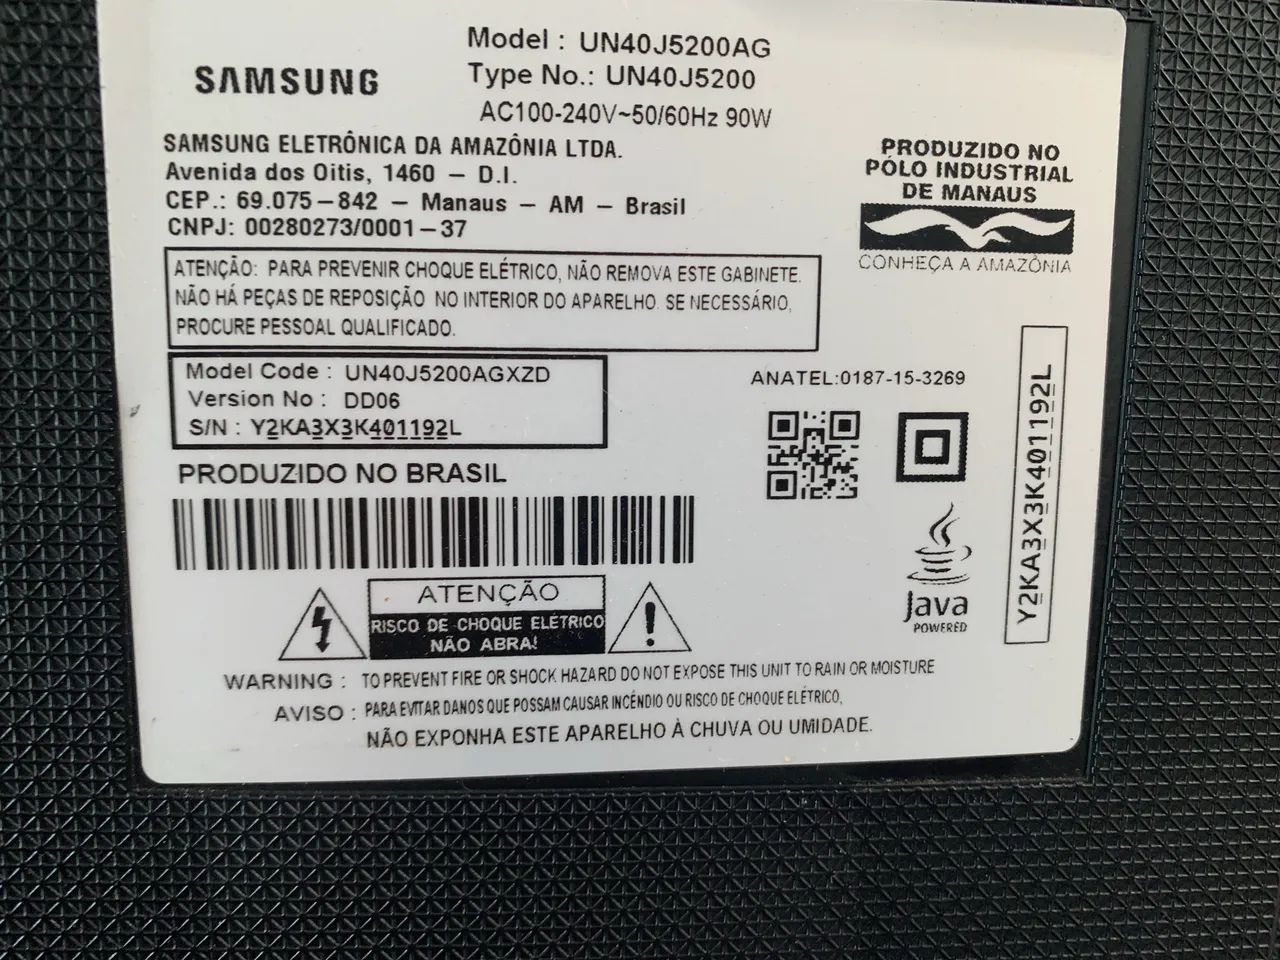 SAMSUNG
Model : UN40J5200AG
Type No.: UN40J5200
AC100-240V~50/60Hz 90W
SAMSUNG ELETRÔNICA DA AMAZÔNIA LTDA.
Avenida dos Oitis, 1460 – D.I.
CEP.: 69.075–842 – Manaus – AM – Brasil
CNPJ: 00280273/0001–37
PRODUZIDO NO
PÓLO INDUSTRIAL
DE MANAUS
CONHEÇA A AMAZÔNIA
ATENÇÃO: PARA PREVENIR CHOQUE ELÉTRICO, NÃO REMOVA ESTE GABINETE.
NÃO HÁ PEÇAS DE REPOSIÇÃO NO INTERIOR DO APARELHO. SE NECESSÁRIO,
PROCURE PESSOAL QUALIFICADO.
Model Code : UN40J5200AGXZD
Version No : DD06
S/N : Y2KA3X3K401192L
PRODUZIDO NO BRASIL
ANATEL:0187-15-3269
Java
POWERED
Y2KA3X3K401192L
ATENÇÃO
RISCO DE CHOQUE ELÉTRICO
NÃO ABRA!
WARNING : TO PREVENT FIRE OR SHOCK HAZARD DO NOT EXPOSE THIS UNIT TO RAIN OR MOISTURE
AVISO : PARA EVITAR DANOS QUE POSSAM CAUSAR INCÉNDIO OU RISCO DE CHOQUE ELÉTRICO,
NÃO EXPONHA ESTE APARELHO À CHUVA OU UMIDADE.